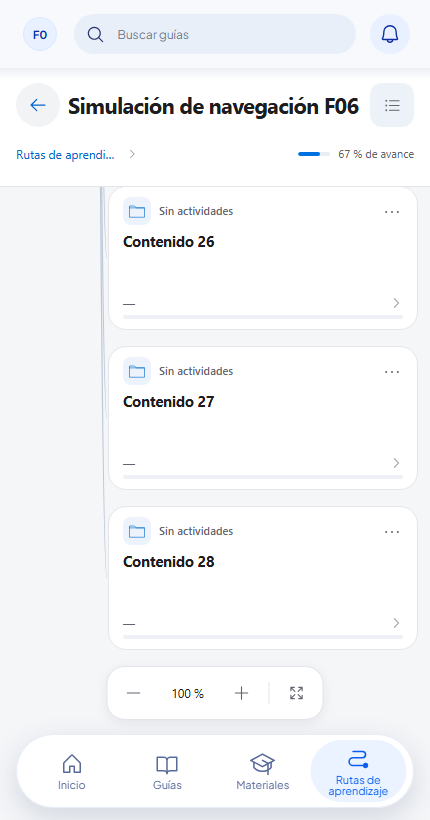 F0
Buscar guías
Simulación de navegación F06
Rutas de aprendi...
67 % de avance
Sin actividades
Contenido 26
—
Sin actividades
Contenido 27
—
Sin actividades
Contenido 28
—
100 %
Inicio
Guías
Materiales
Rutas de
aprendizaje